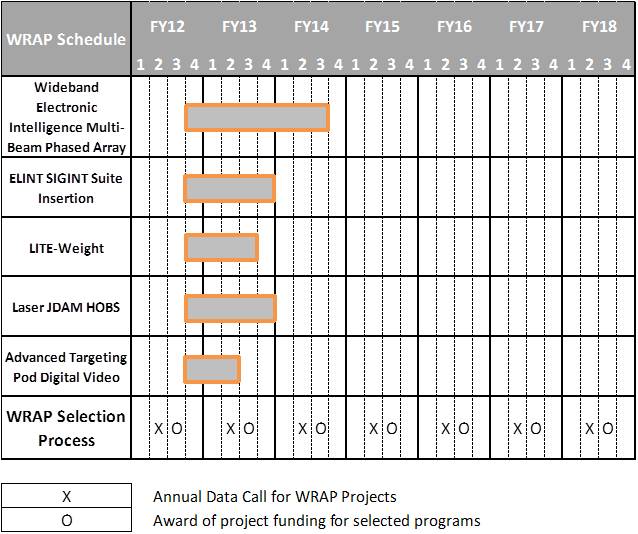 WRAP Schedule
FY12 FY13 FY14 FY15 FY16 FY17 FY18
1 2 3 4 1 2 3 4 1 2 3 4 1 2 3 4 1 2 3 4 1 2 3 4 1 2 3 4
Wideband
Electronic
Intelligence Multi-
Beam Phased Array
ELINT SIGINT Suite
Insertion
LITE-Weight
Laser JDAM HOBS
Advanced Targeting
Pod Digital Video
WRAP Selection
Process
X O X O X O X O X O X O X O
X Annual Data Call for WRAP Projects
O Award of project funding for selected programs